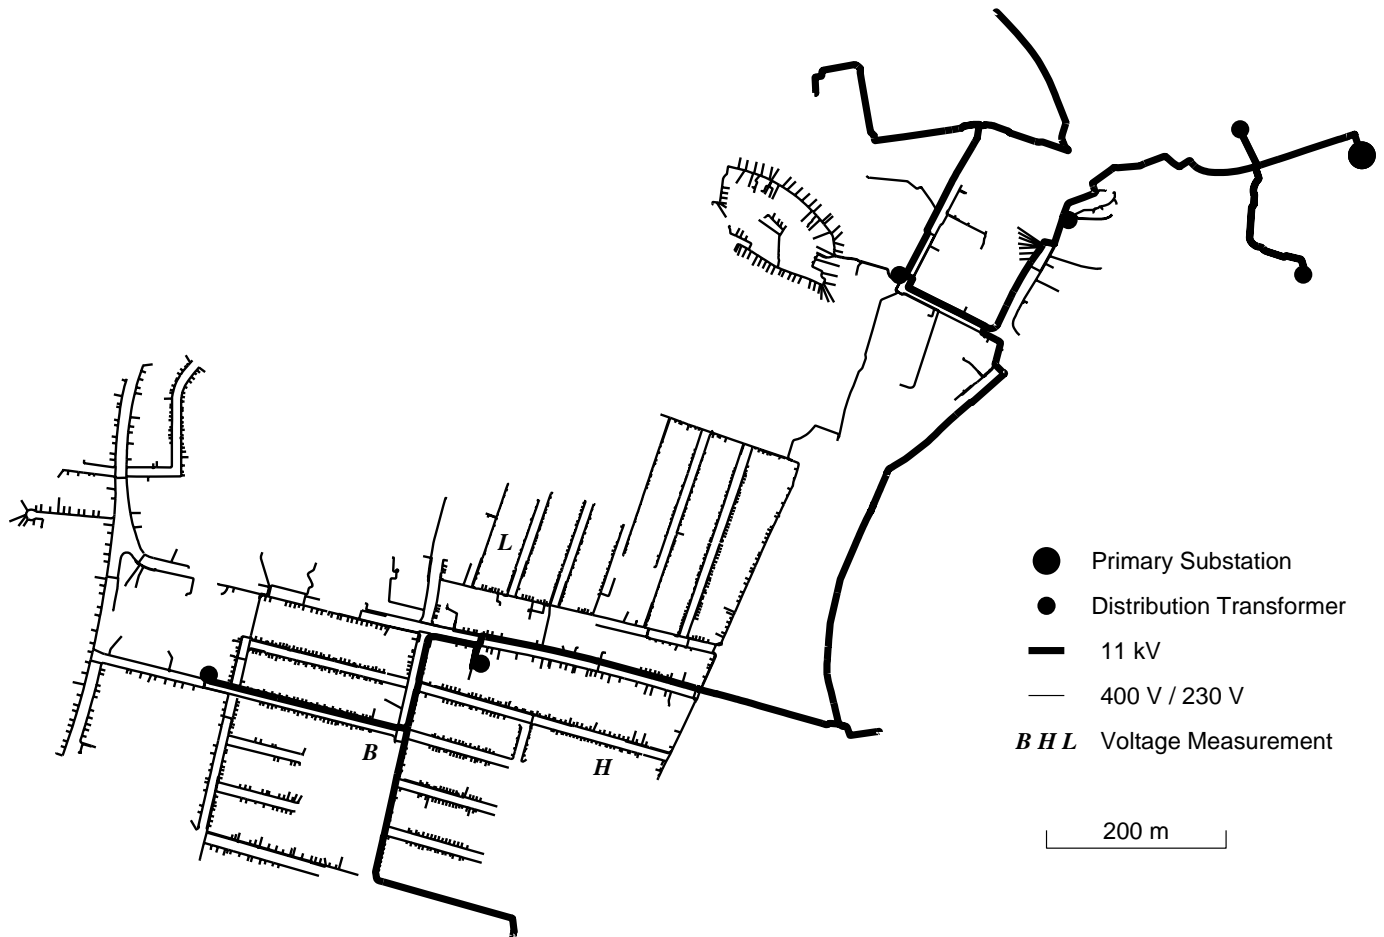 L
B
H
Primary Substation
Distribution Transformer
11 kV
400 V / 230 V
B H L Voltage Measurement
200 m